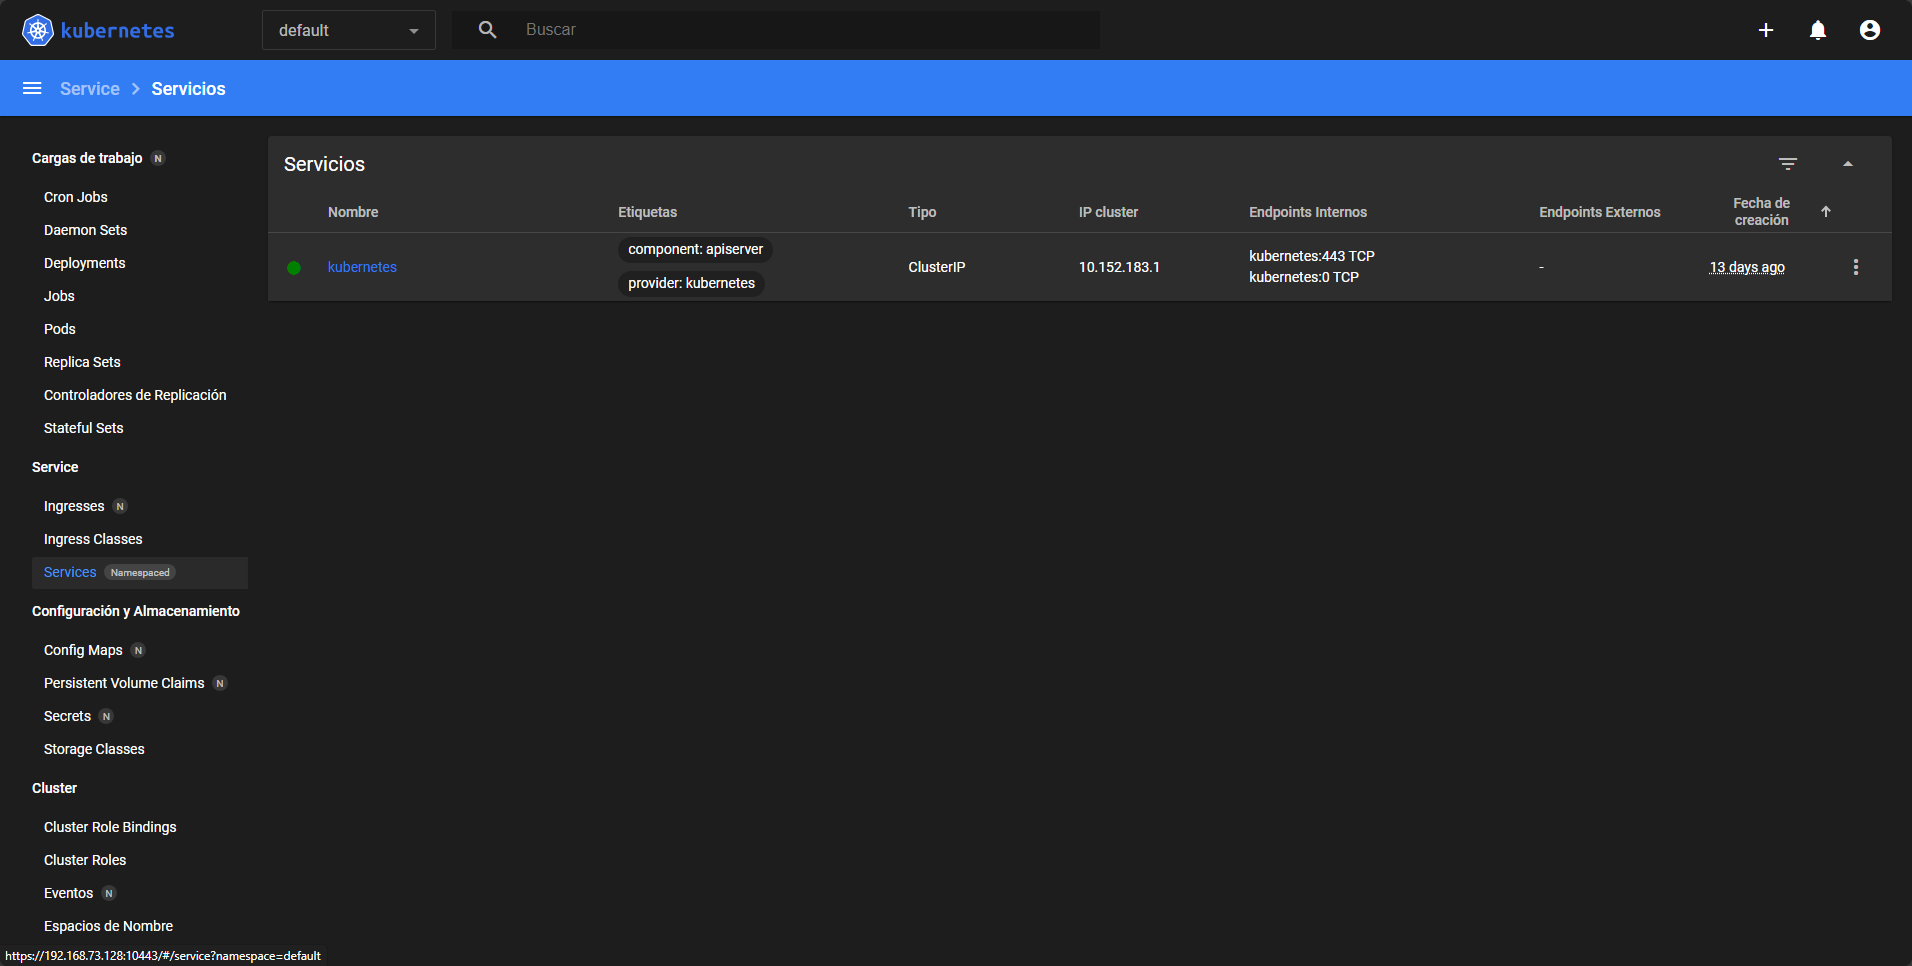 kubernetes
default
Buscar
Service
Servicios
Cargas de trabajo N
Cron Jobs
Daemon Sets
Deployments
Jobs
Pods
Replica Sets
Controladores de Replicación
Stateful Sets
Service
Ingresses N
Ingress Classes
Services Namespaced
Configuración y Almacenamiento
Config Maps N
Persistent Volume Claims N
Secrets N
Storage Classes
Cluster
Cluster Role Bindings
Cluster Roles
Eventos N
Espacios de Nombre
https://192.168.73.128:10443/#/service?namespace=default
Servicios
Nombre
Etiquetas
Tipo
IP cluster
Endpoints Internos
Endpoints Externos
Fecha de
creación
kubernetes
component: apiserver
provider: kubernetes
ClusterIP
10.152.183.1
kubernetes:443 TCP
kubernetes:0 TCP
-
13 days ago